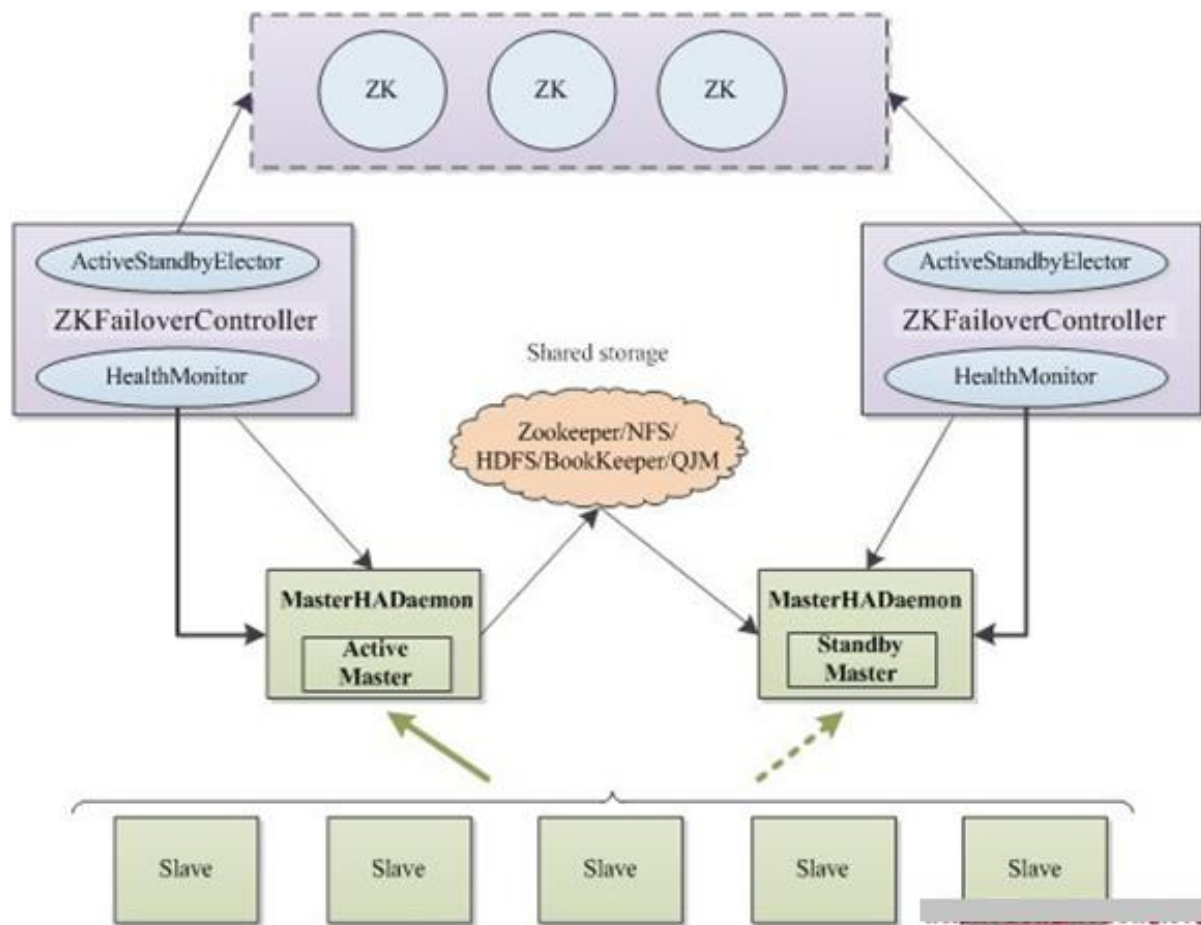 ZK
ZK
ZK
ActiveStandbyElector
ZKFailoverController
HealthMonitor
ActiveStandbyElector
ZKFailoverController
HealthMonitor
Shared storage
Zookeeper/NFS/
HDFS/BookKeeper/QJM
MasterHADaemon
Active
Master
MasterHADaemon
Standby
Master
Slave
Slave
Slave
Slave
Slave